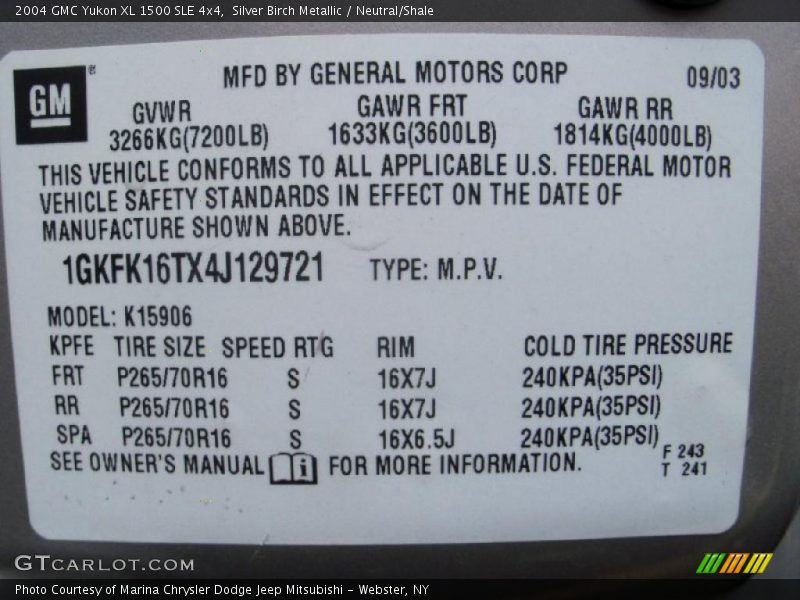 2004 GMC Yukon XL 1500 SLE 4x4,  Silver Birch Metallic / Neutral/Shale
GM®
MFD BY GENERAL MOTORS CORP 09/03
GVWR GAWR FRT GAWR RR
3266KG(7200LB) 1633KG(3600LB) 1814KG(4000LB)
THIS VEHICLE CONFORMS TO ALL APPLICABLE U.S. FEDERAL MOTOR
VEHICLE SAFETY STANDARDS IN EFFECT ON THE DATE OF
MANUFACTURE SHOWN ABOVE.
1GKFK16TX4J129721 TYPE: M.P.V.
MODEL: K15906
KPFE TIRE SIZE SPEED RTG RIM COLD TIRE PRESSURE
FRT P265/70R16 S 16X7J 240KPA(35PSI)
RR P265/70R16 S 16X7J 240KPA(35PSI)
SPA P265/70R16 S 16X6.5J 240KPA(35PSI)
SEE OWNER'S MANUAL i FOR MORE INFORMATION.
F 243
T 241
GTCARLOT.COM
Photo Courtesy of Marina Chrysler Dodge Jeep Mitsubishi - Webster, NY